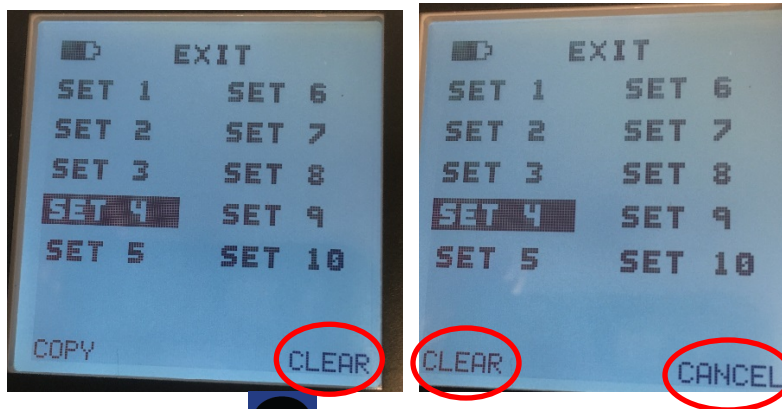 EXIT
SET 1 SET 6
SET 2 SET 7
SET 3 SET 8
SET 4 SET 9
SET 5 SET 10
COPY CLEAR
EXIT
SET 1 SET 6
SET 2 SET 7
SET 3 SET 8
SET 4 SET 9
SET 5 SET 10
CLEAR CANCEL